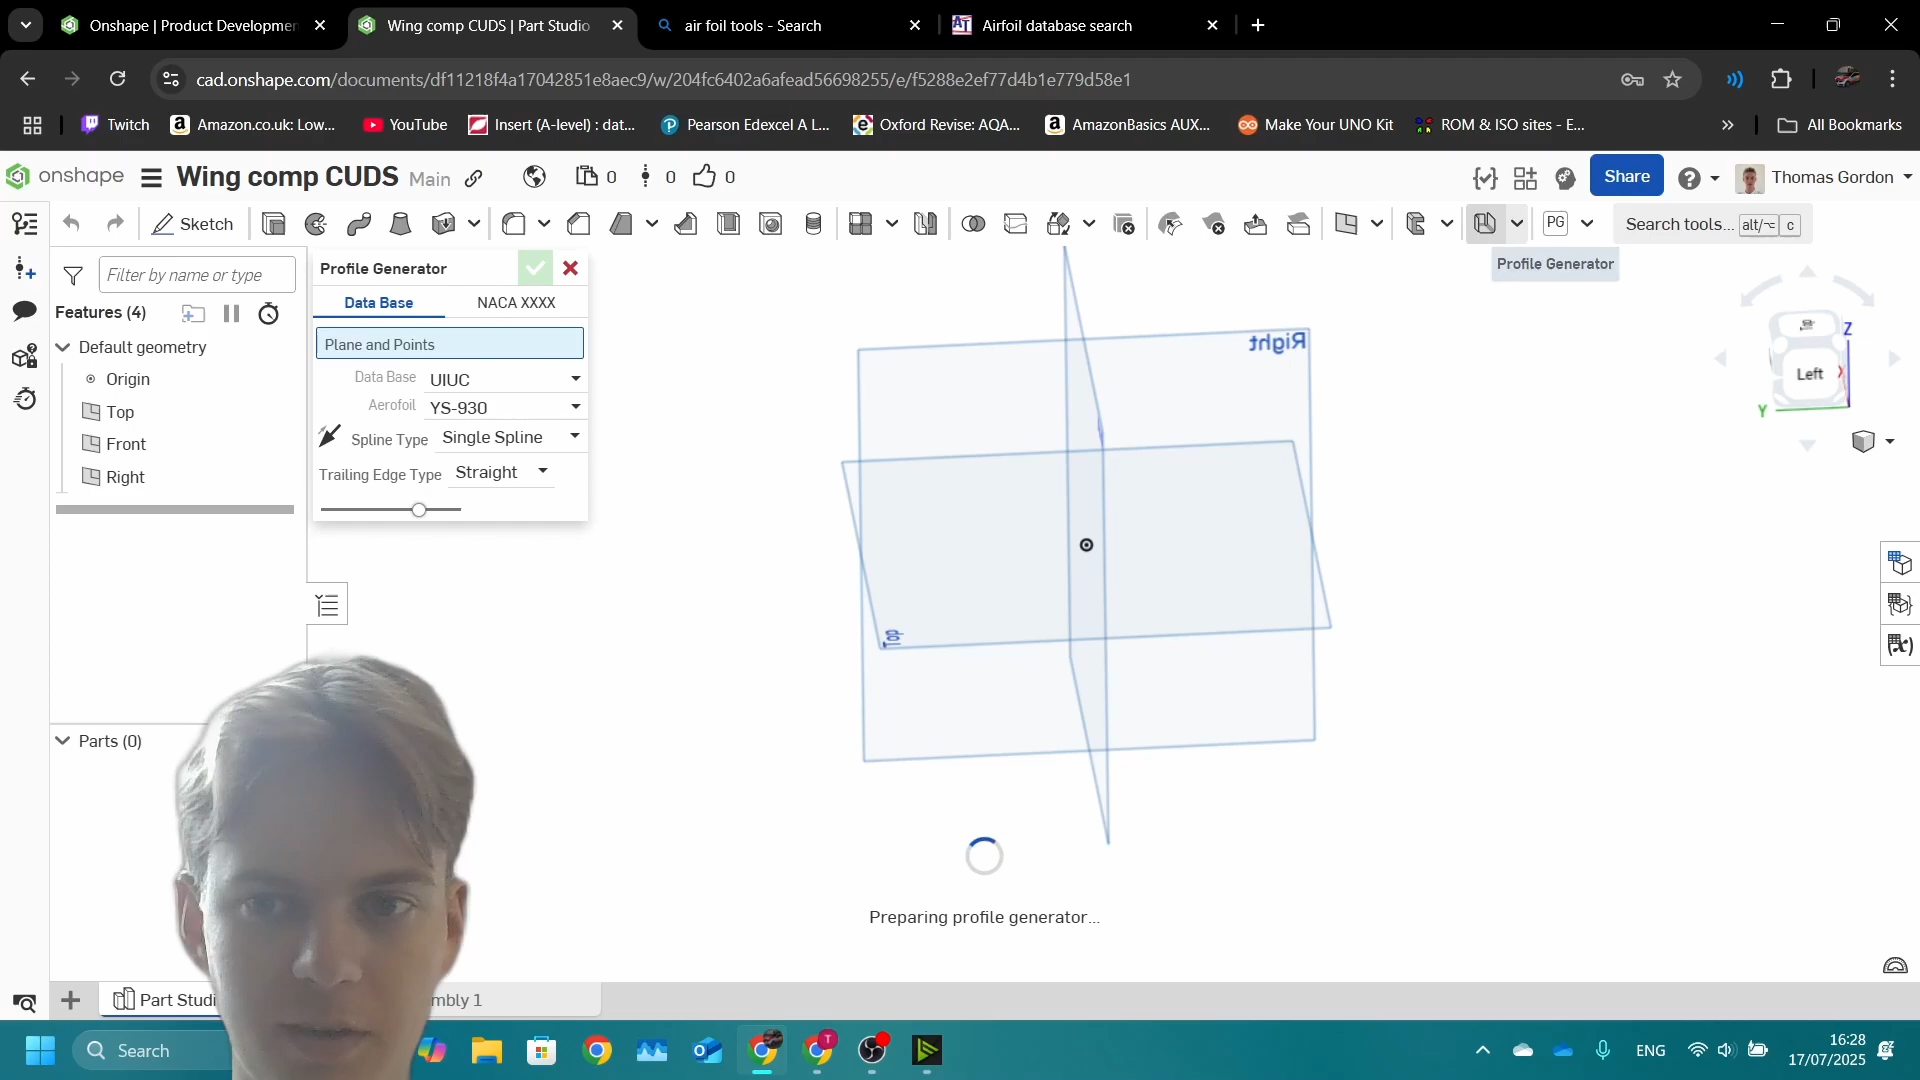 Onshape | Product Developmen
Wing comp CUDS | Part Studio
air foil tools - Search
Airfoil database search
cad.onshape.com/documents/df11218f4a17042851e8aec9/w/204fc6402a6afead56698255/e/f5288e2ef77d4b1e779d58e1
Twitch
Amazon.co.uk: Low...
YouTube
Insert (A-level) : dat...
Pearson Edexcel A L...
Oxford Revise: AQA...
AmazonBasics AUX...
Make Your UNO Kit
ROM & ISO sites - E...
All Bookmarks
onshape
Wing comp CUDS
Main
0
0
0
Share
Thomas Gordon
Sketch
PG
Search tools...
alt/⌥
c
Profile Generator
Filter by name or type
Features (4)
Default geometry
Origin
Top
Front
Right
Profile Generator
Data Base
NACA XXXX
Plane and Points
Data Base
UIUC
Aerofoil
YS-930
Spline Type
Single Spline
Trailing Edge Type
Straight
Right
Top
Z
Left
X
Y
Preparing profile generator...
Parts (0)
Part Studi
mbly 1
Search
T
ENG
16:28
17/07/2025